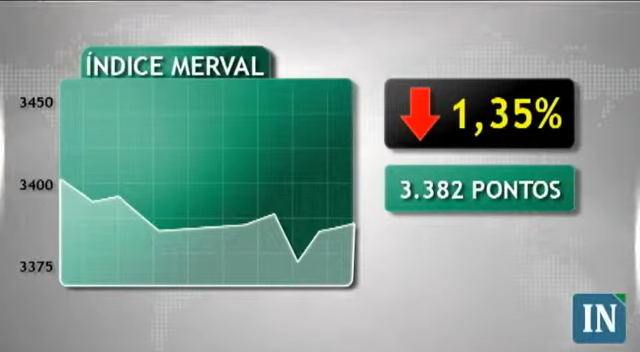 ÍNDICE MERVAL
3450
3400
3375
1,35%
3.382 PONTOS
IN